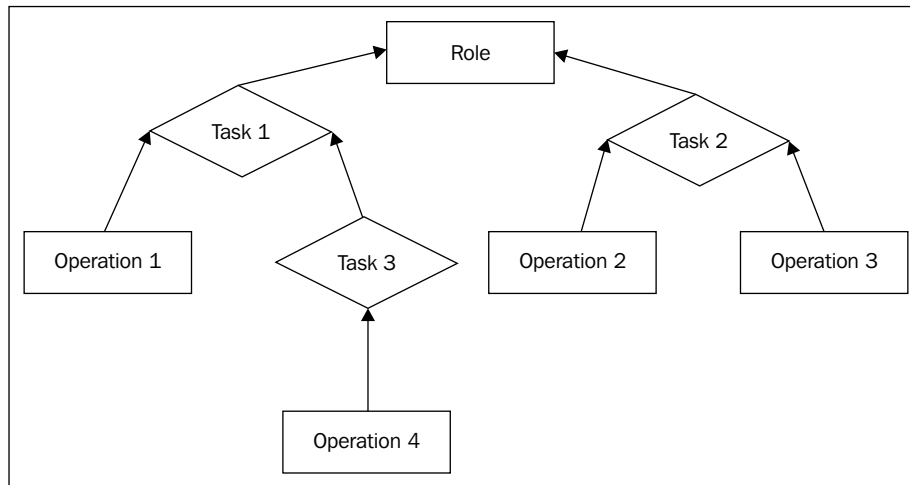 Role
Task 1
Task 2
Operation 1
Task 3
Operation 2
Operation 3
Operation 4